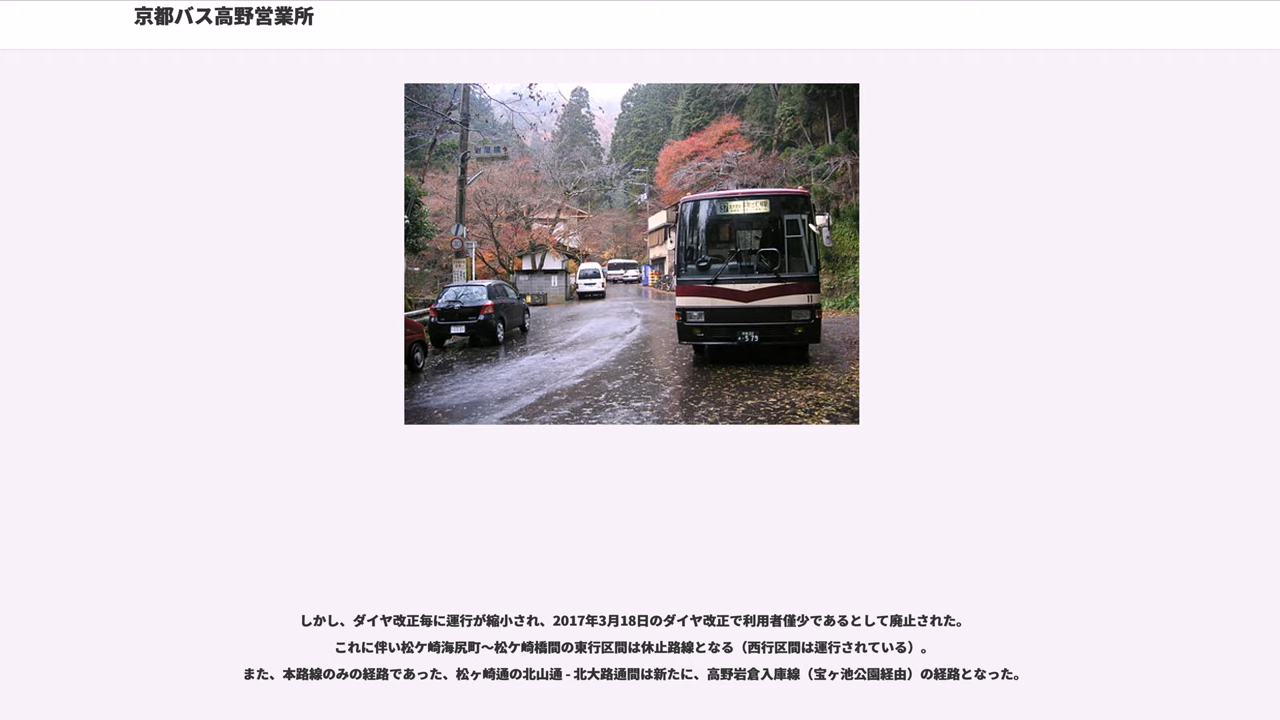 京都バス高野営業所
岩屋橋
37
11
・579
しかし、ダイヤ改正毎に運行が縮小され、2017年3月18日のダイヤ改正で利用者僅少であるとして廃止された。
これに伴い松ケ崎海尻町〜松ケ崎橋間の東行区間は休止路線となる（西行区間は運行されている）。
また、本路線のみの経路であった、松ヶ崎通の北山通 - 北大路通間は新たに、高野岩倉入庫線（宝ヶ池公園経由）の経路となった。